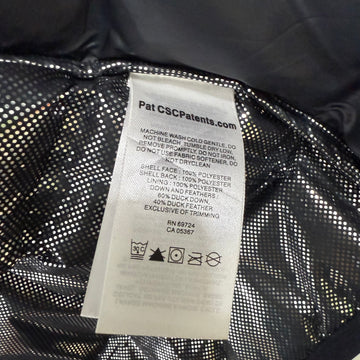 Pat CSCPatents.com
MACHINE WASH COLD GENTLE, DO
NOT BLEACH. TUMBLE DRY LOW,
REMOVE PROMPTLY, DO NOT IRON,
DO NOT USE FABRIC SOFTENER, DO
NOT DRYCLEAN
SHELL FACE : 100% POLYESTER
SHELL BACK : 100% POLYESTER
LINING : 100% POLYESTER
DOWN AND FEATHERS:
60% DUCK DOWN,
40% DUCK FEATHER
EXCLUSIVE OF TRIMMING
RN 69724
CA 05367